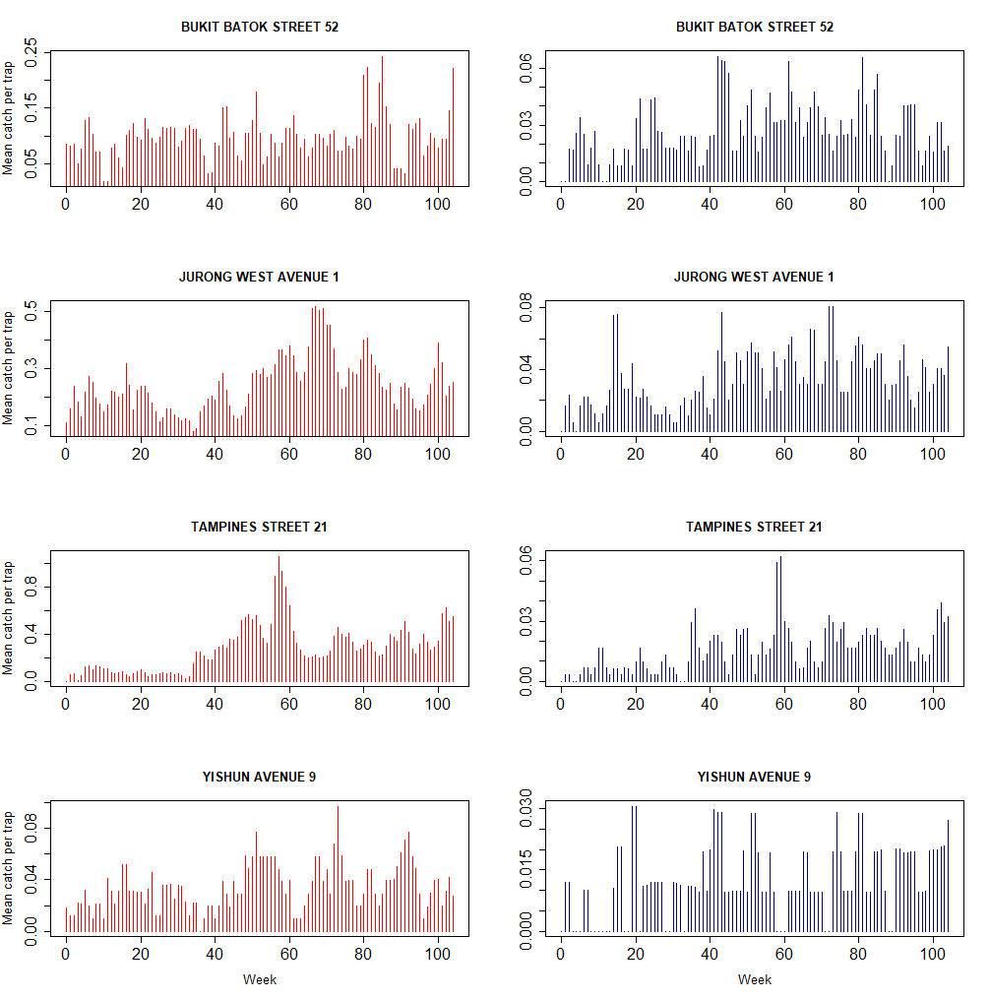 BUKIT BATOK STREET 52
BUKIT BATOK STREET 52
Mean catch per trap
0.05 0.15 0.25
0.00 0.03 0.06
0 20 40 60 80 100
0 20 40 60 80 100
JURONG WEST AVENUE 1
JURONG WEST AVENUE 1
Mean catch per trap
0.1 0.3 0.5
0.00 0.04 0.08
0 20 40 60 80 100
0 20 40 60 80 100
TAMPINES STREET 21
TAMPINES STREET 21
Mean catch per trap
0.0 0.4 0.8
0.00 0.03 0.06
0 20 40 60 80 100
0 20 40 60 80 100
YISHUN AVENUE 9
YISHUN AVENUE 9
Mean catch per trap
0.00 0.04 0.08
0.000 0.015 0.030
0 20 40 60 80 100
0 20 40 60 80 100
Week
Week